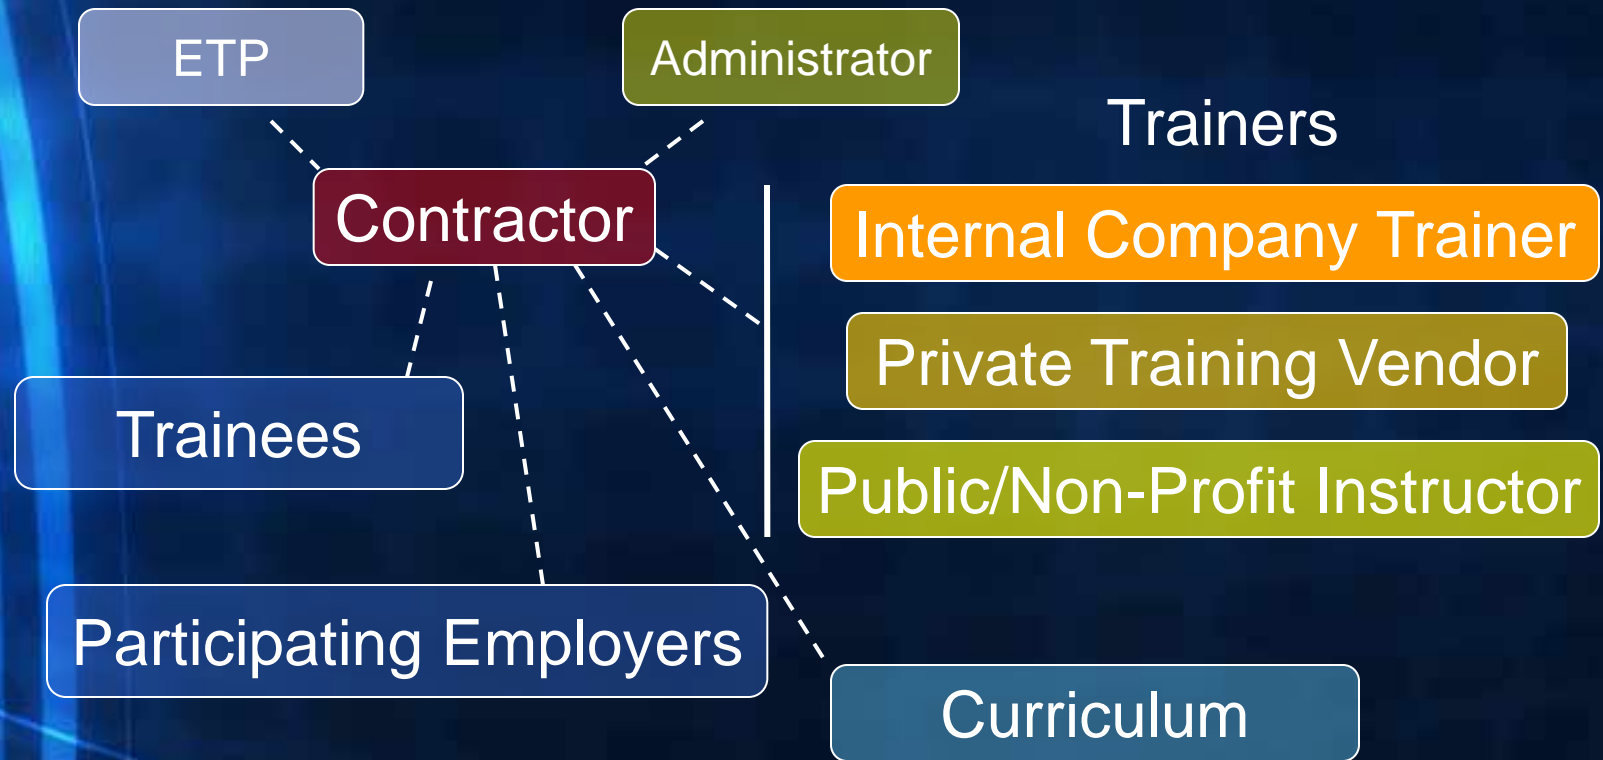 ETP
Administrator
Trainers
Contractor
Internal Company Trainer
Private Training Vendor
Trainees
Public/Non-Profit Instructor
Participating Employers
Curriculum